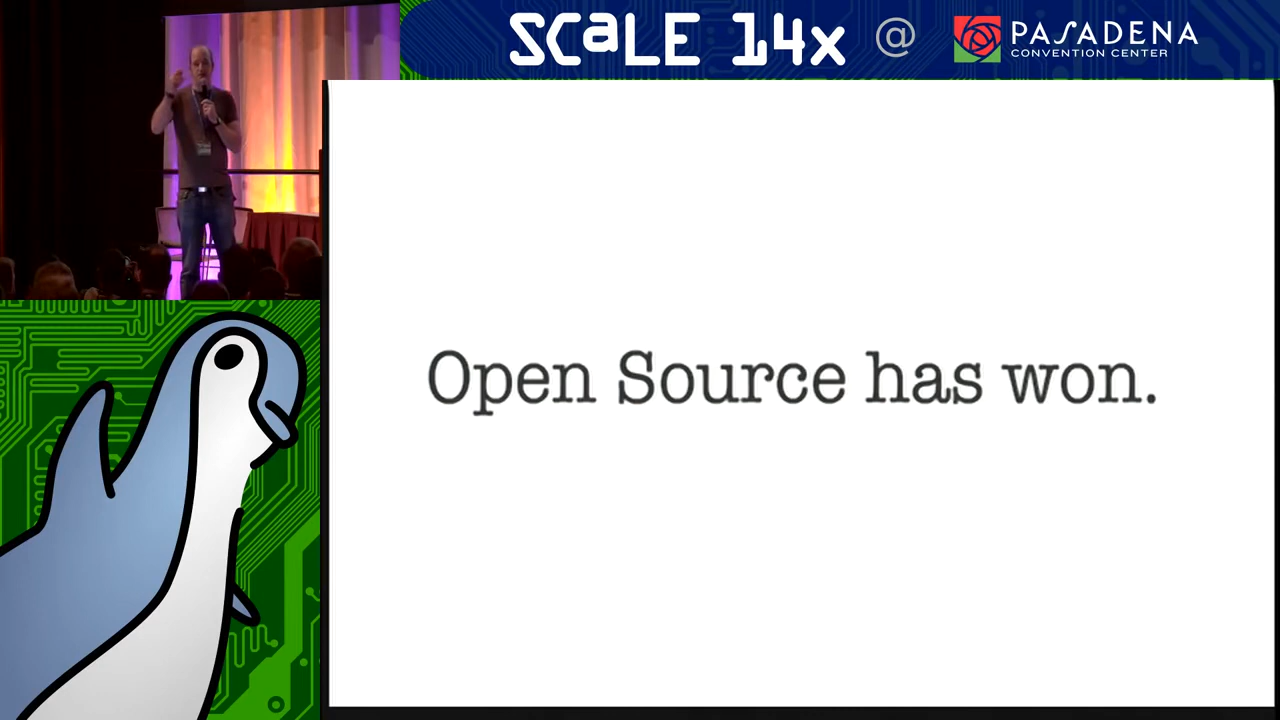 SCaLE 14x @ PASADENA
CONVENTION CENTER
Open Source has won.